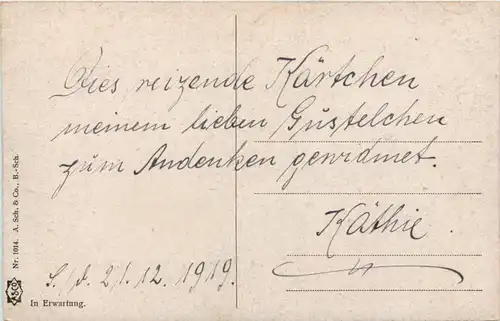 Dies reizende Kärtchen
meinem lieben Gustelchen
zum Andenken gewidmet.
Käthie.
S./d. 21.12.1919.
In Erwartung.
Nr. 1014. A. Sch. & Co., B.-Sch.